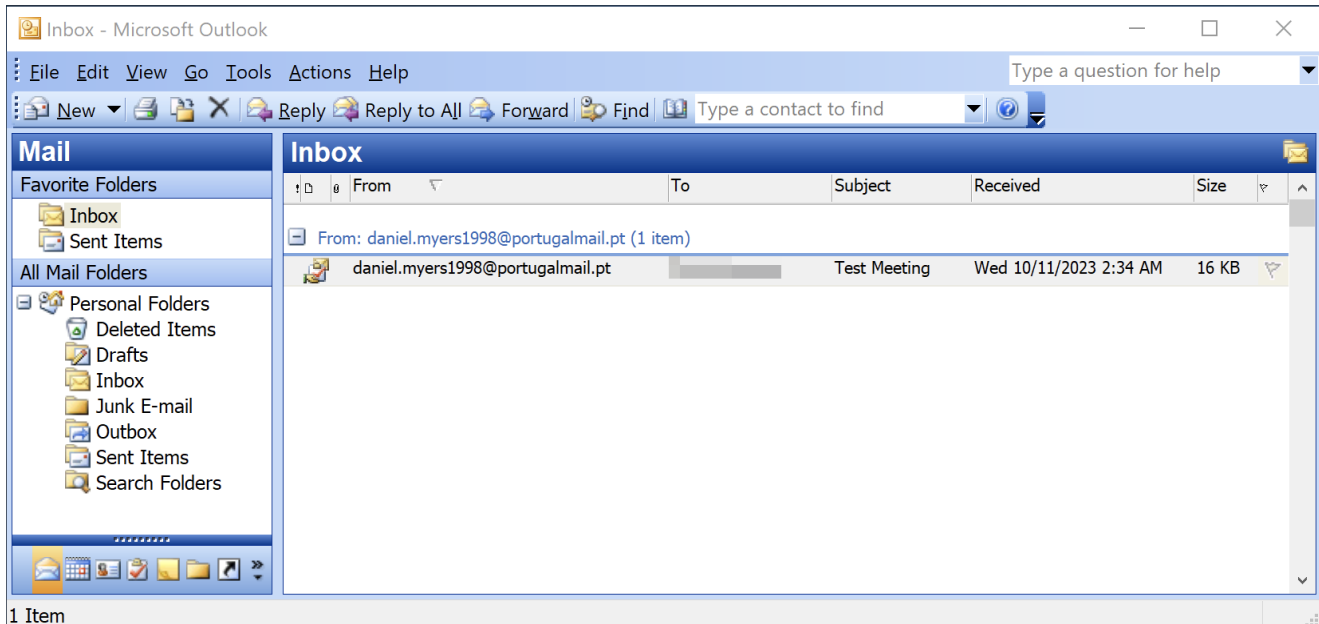 Inbox - Microsoft Outlook
File Edit View Go Tools Actions Help Type a question for help
New Reply Reply to All Forward Find Type a contact to find
Mail
Inbox
Favorite Folders
From To Subject Received Size
Inbox
Sent Items
From: daniel.myers1998@portugalmail.pt (1 item)
All Mail Folders
daniel.myers1998@portugalmail.pt Test Meeting Wed 10/11/2023 2:34 AM 16 KB
Personal Folders
Deleted Items
Drafts
Inbox
Junk E-mail
Outbox
Sent Items
Search Folders
1 Item